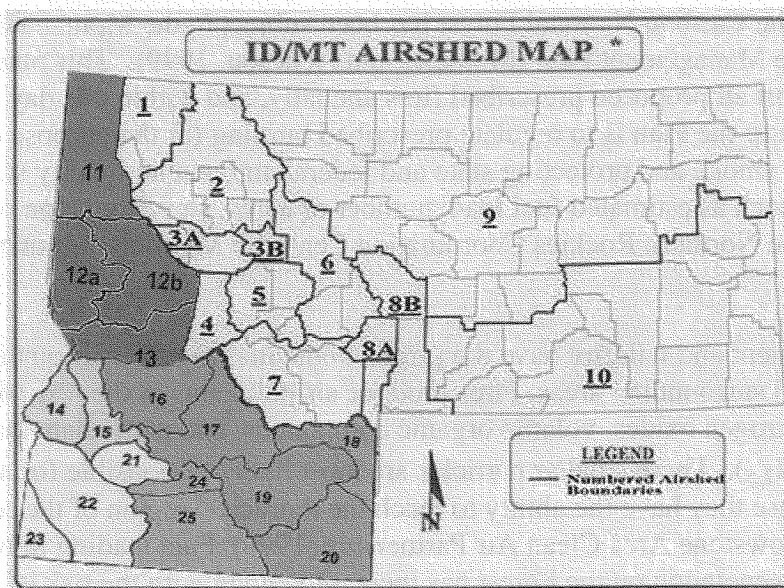 ID/MT AIRSHED MAP *
1
11
2
9
3A
3B
6
12a
12b
5
8B
4
8A
13
7
10
16
14
17
15
18
21
LEGEND
Numbered Airshed
Boundaries
24
19
22
25
N
23
20